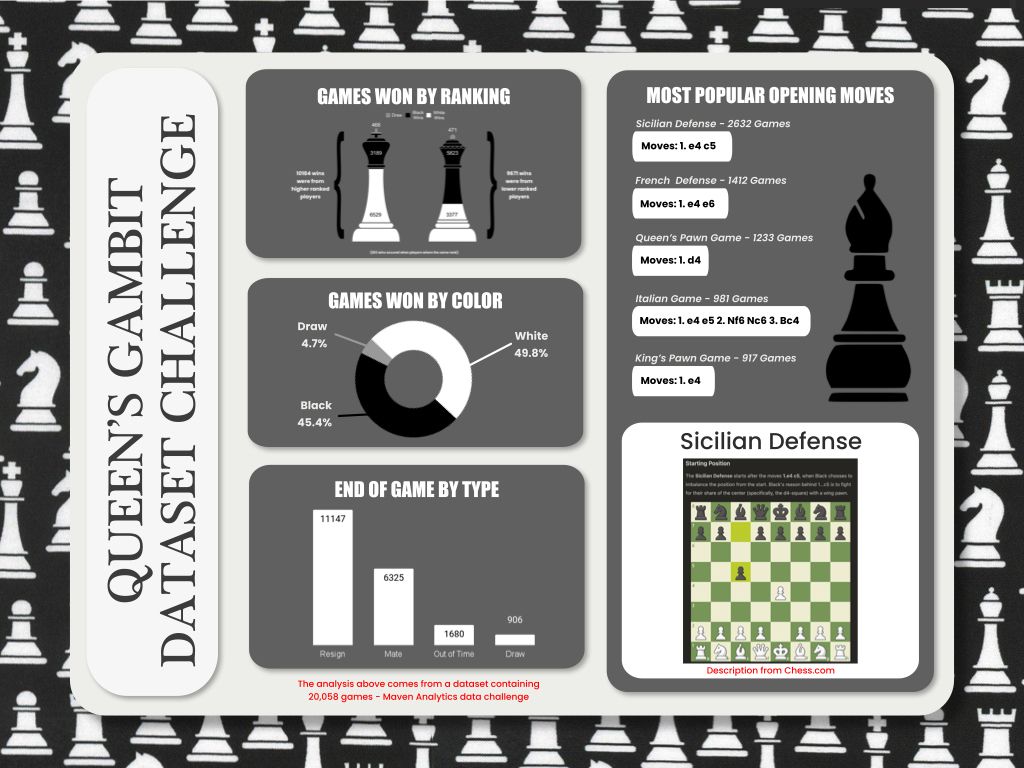 QUEEN'S GAMBIT
DATASET CHALLENGE
GAMES WON BY RANKING
Draw
Black
Wins
White
Wins
471
3189
6529
3377
10184 wins
were from
higher ranked
players
9671 wins
were from
lower ranked
players
GAMES WON BY COLOR
Draw
4.7%
White
49.8%
Black
45.4%
END OF GAME BY TYPE
11147
6325
1680
906
Resign
Mate
Out of Time
Draw
The analysis above comes from a dataset containing
20,058 games - Maven Analytics data challenge
MOST POPULAR OPENING MOVES
Sicilian Defense - 2632 Games
Moves: 1. e4 c5
French Defense - 1412 Games
Moves: 1. e4 e6
Queen's Pawn Game - 1233 Games
Moves: 1. d4
Italian Game - 981 Games
Moves: 1. e4 e5 2. Nf6 Nc6 3. Bc4
King's Pawn Game - 917 Games
Moves: 1. e4
Sicilian Defense
Starting Position
The Sicilian Defense starts after the moves 1.e4 c5, when Black chooses to
imbalance the position from the start. Black's reason behind 1...c5 is to fight
for their share of the center (specifically, the d4-square) with a wing pawn.
Description from Chess.com